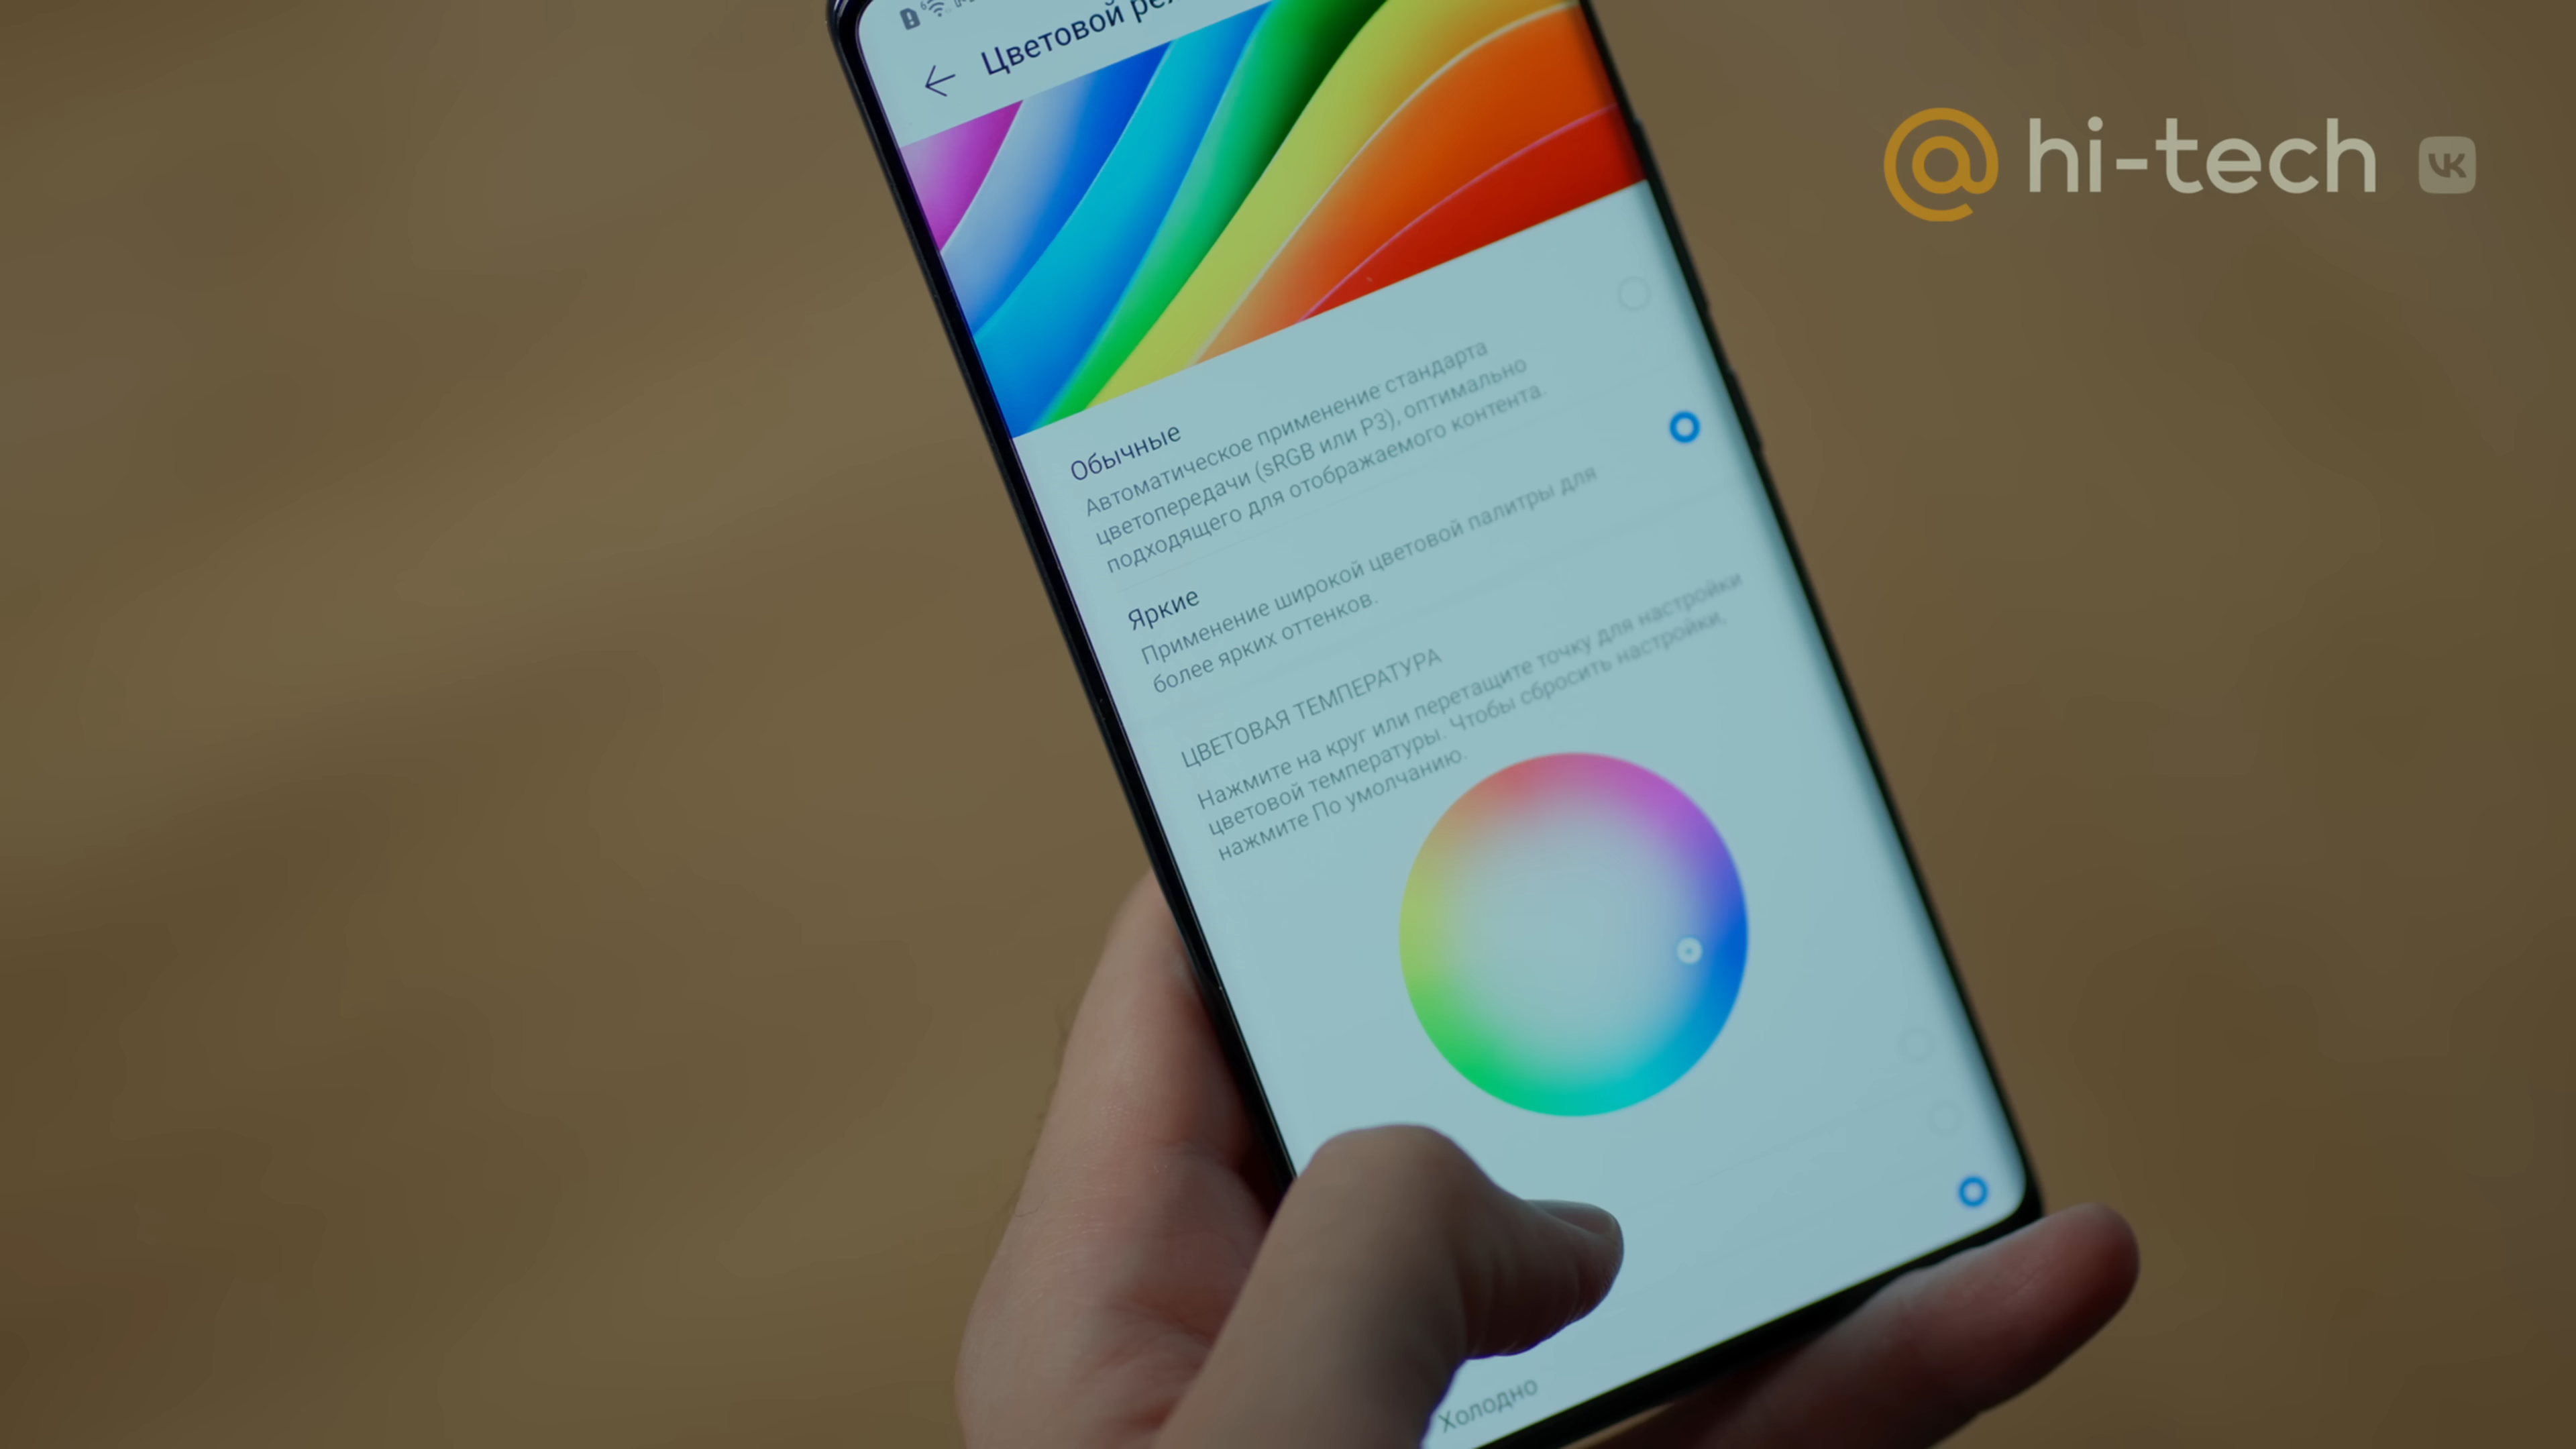 Цветовой
@hi-tech VK
Обычные
Автоматическое применение стандарта
цветопередачи (sRGB или P3), оптимально
подходящего для отображаемого контента.
Яркие
Применение широкой цветовой палитры для
более ярких оттенков.
ЦВЕТОВАЯ ТЕМПЕРАТУРА
Нажмите на круг или перетащите точку для настройки
цветовой температуры. Чтобы сбросить настройки,
нажмите По умолчанию.
Холодно